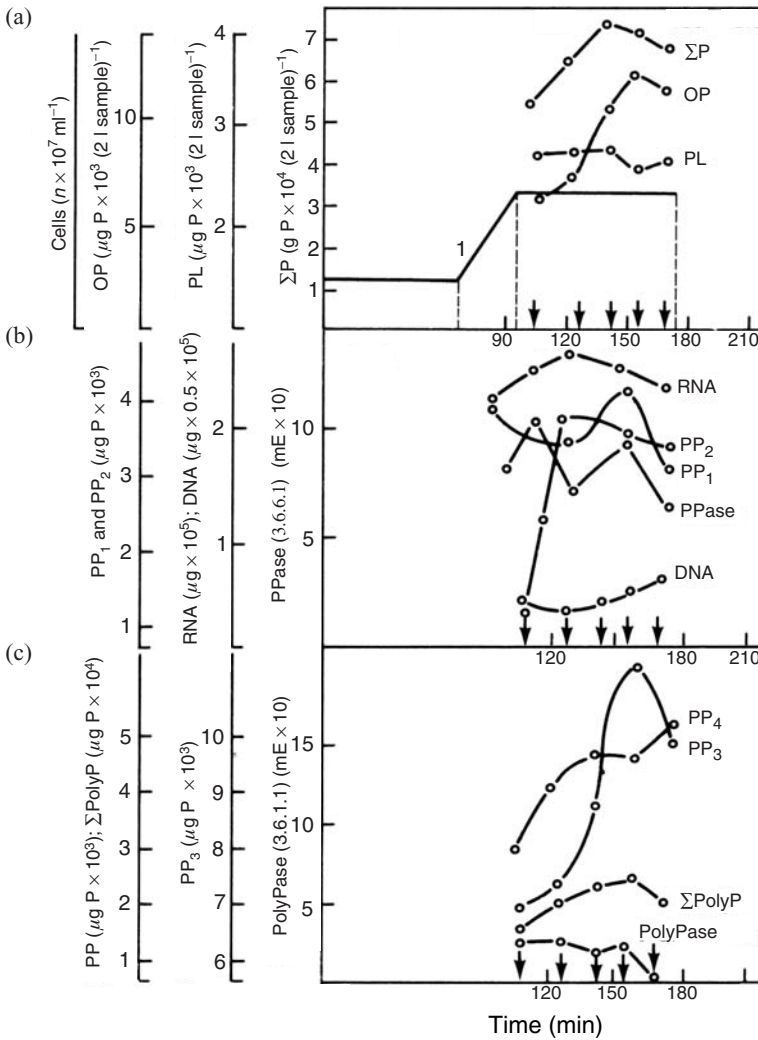 (a)
Cells (n × 10⁷ ml⁻¹)
OP (µg P × 10³ (2 l sample)⁻¹)
10
5
PL (µg P × 10³ (2 l sample)⁻¹)
4
3
2
ΣP (g P × 10⁴ (2 l sample)⁻¹)
7
6
5
4
3
2
1
ΣP
OP
PL
1
90
120
150
180
210
(b)
PP₁ and PP₂ (µg P × 10³)
4
3
2
1
RNA (µg × 10⁵); DNA (µg × 0.5 × 10⁵)
2
1
PPase (3.6.6.1) (mE × 10)
10
5
RNA
PP₂
PP₁
PPase
DNA
120
180
210
(c)
PP (µg P × 10³); ΣPolyP (µg P × 10⁴)
5
4
3
2
1
PP₃ (µg P × 10³)
10
9
8
7
6
PolyPase (3.6.1.1) (mE × 10)
15
10
5
PP₄
PP₃
ΣPolyP
PolyPase
120
150
180
210
Time (min)